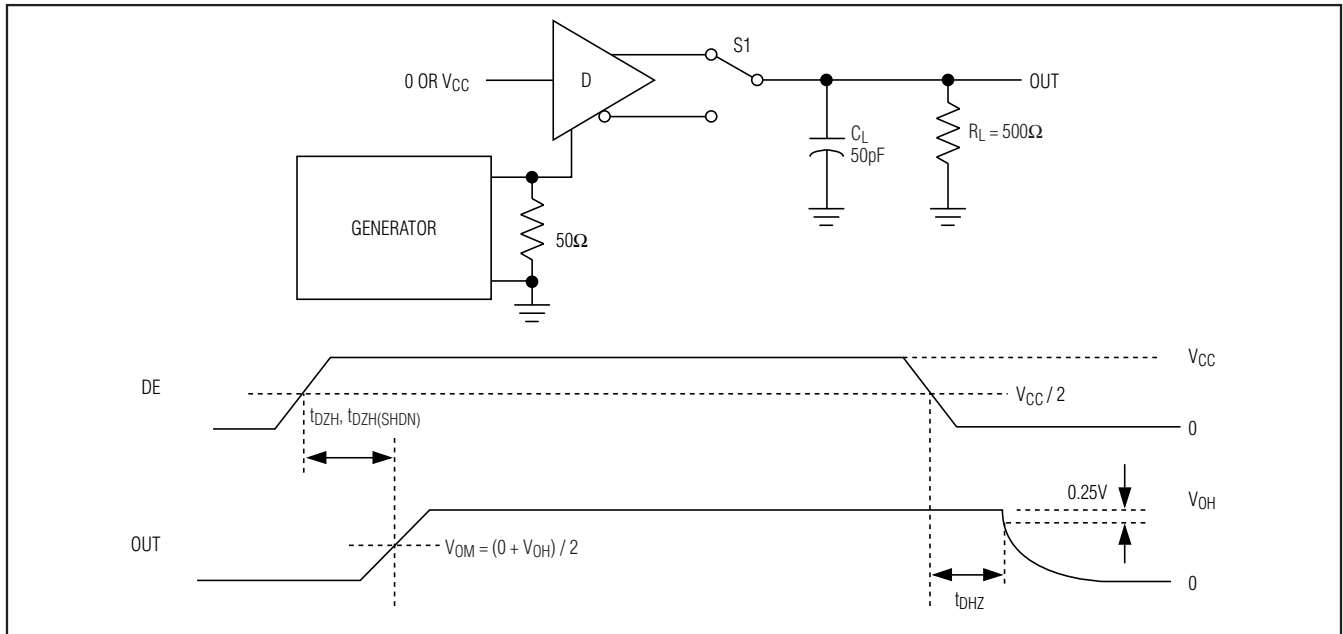 S1
0 OR VCC
D
OUT
CL
50pF
RL = 500Ω
GENERATOR
50Ω
VCC
DE
VCC / 2
tDZH, tDZH(SHDN)
0
0.25V
VOH
OUT
VOM = (0 + VOH) / 2
0
tDHZ